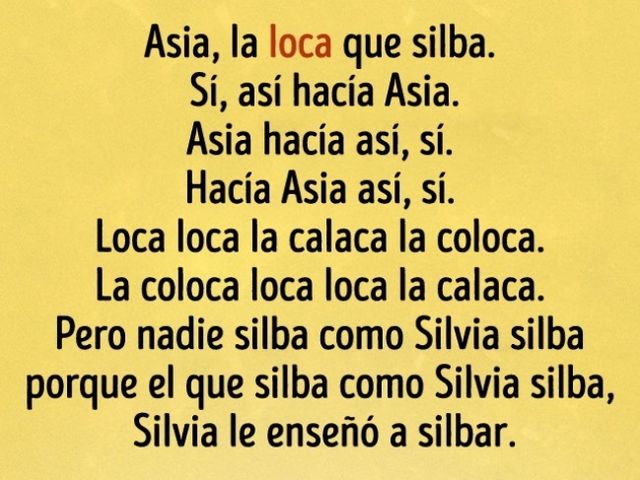 Asia, la loca que silba.
Sí, así hacía Asia.
Asia hacía así, sí.
Hacía Asia así, sí.
Loca loca la calaca la coloca.
La coloca loca loca la calaca.
Pero nadie silba como Silvia silba
porque el que silba como Silvia silba,
Silvia le enseñó a silbar.